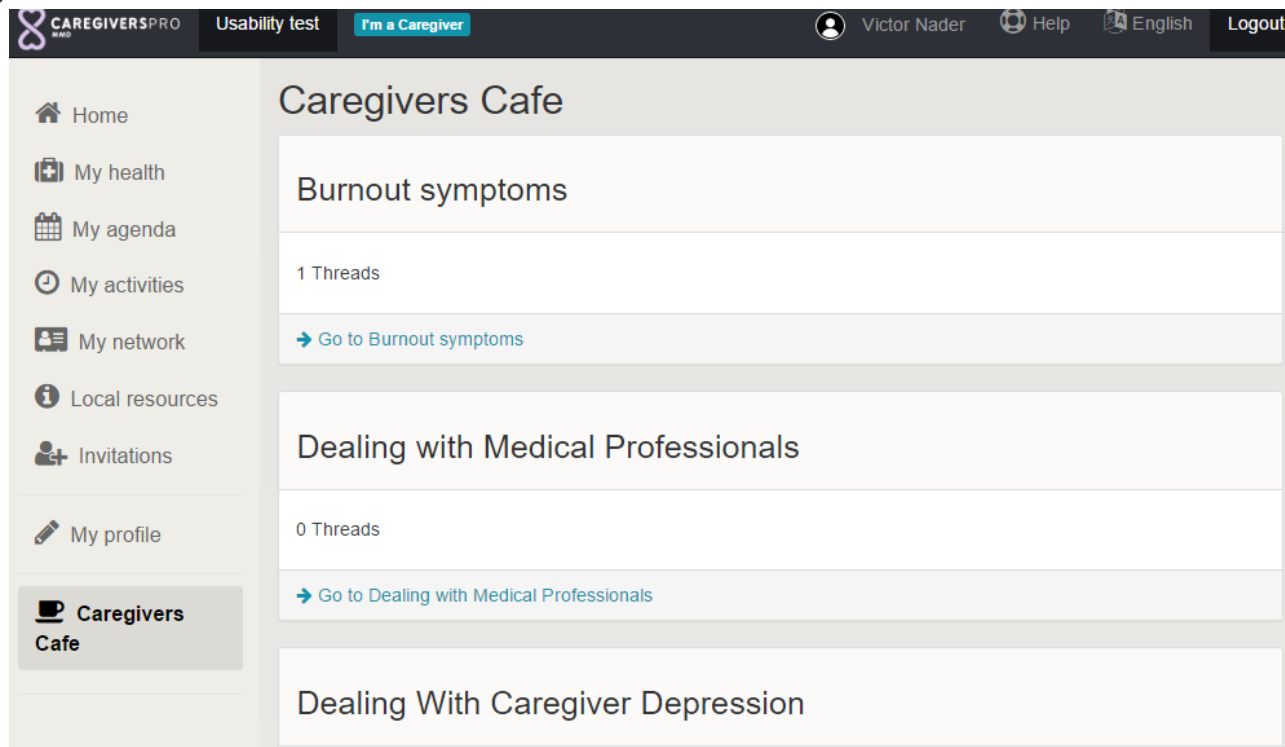 CAREGIVERSPRO
MMD
Usability test
I'm a Caregiver
Victor Nader
Help
English
Logout
Home
My health
My agenda
My activities
My network
Local resources
Invitations
My profile
Caregivers
Cafe
Caregivers Cafe
Burnout symptoms
1 Threads
Go to Burnout symptoms
Dealing with Medical Professionals
0 Threads
Go to Dealing with Medical Professionals
Dealing With Caregiver Depression